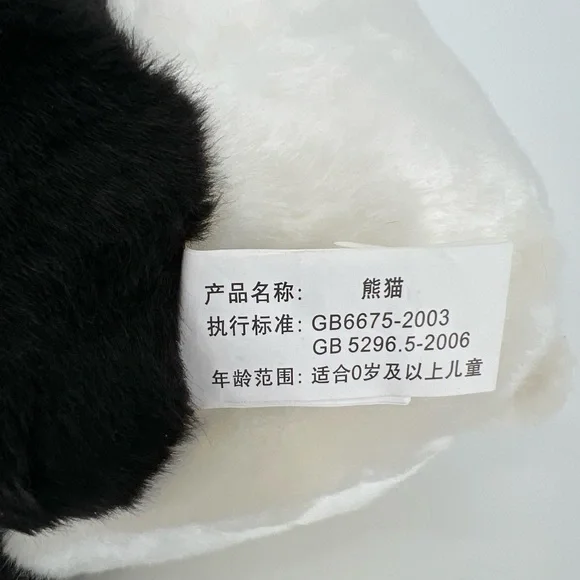 产品名称: 熊猫
执行标准: GB6675-2003
GB 5296.5-2006
年龄范围: 适合0岁及以上儿童